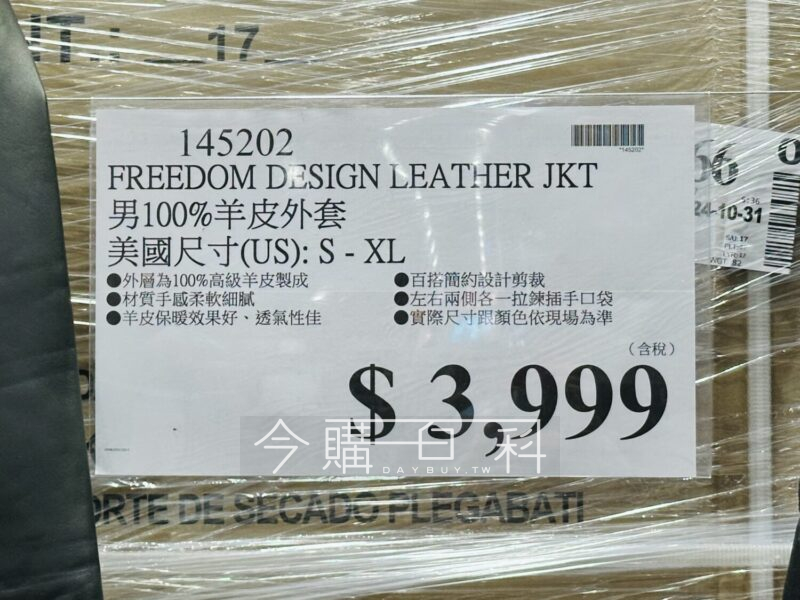 __17__
145202
*145202*
FREEDOM DESIGN LEATHER JKT
男100%羊皮外套
美國尺寸(US): S - XL
●外層為100%高級羊皮製成
●材質手感柔軟細膩
●羊皮保暖效果好、透氣性佳
●百搭簡約設計剪裁
●左右兩側各一拉鍊插手口袋
●實際尺寸跟顏色依現場為準
(含稅)
$ 3,999
今購百科
DAYBUY.TW
24-10-31
ORTE DE SECADO PLEGABATI